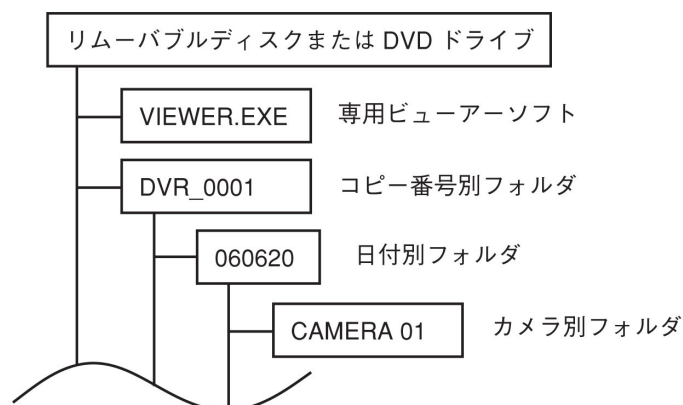 リムーバブルディスクまたは DVD ドライブ
VIEWER.EXE 専用ビューアーソフト
DVR_0001 コピー番号別フォルダ
060620 日付別フォルダ
CAMERA 01 カメラ別フォルダ